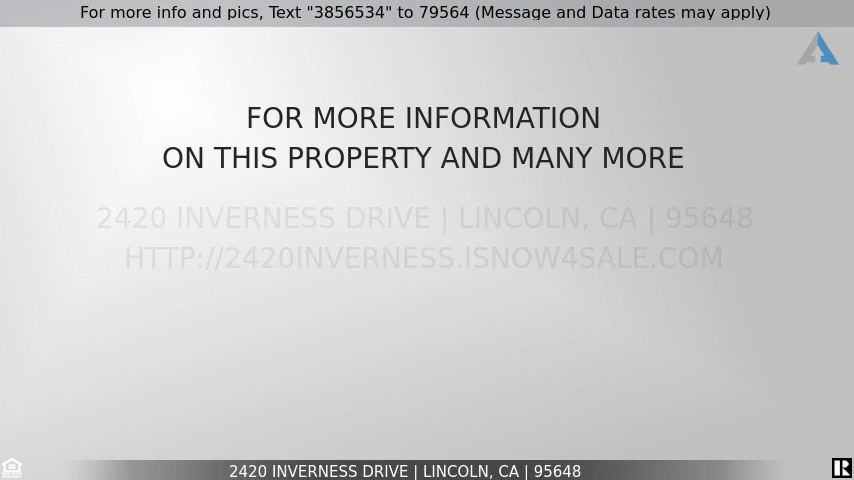 For more info and pics, Text "3856534" to 79564 (Message and Data rates may apply)
FOR MORE INFORMATION
ON THIS PROPERTY AND MANY MORE
2420 INVERNESS DRIVE | LINCOLN, CA | 95648
HTTP://2420INVERNESS.ISNOW4SALE.COM
2420 INVERNESS DRIVE | LINCOLN, CA | 95648